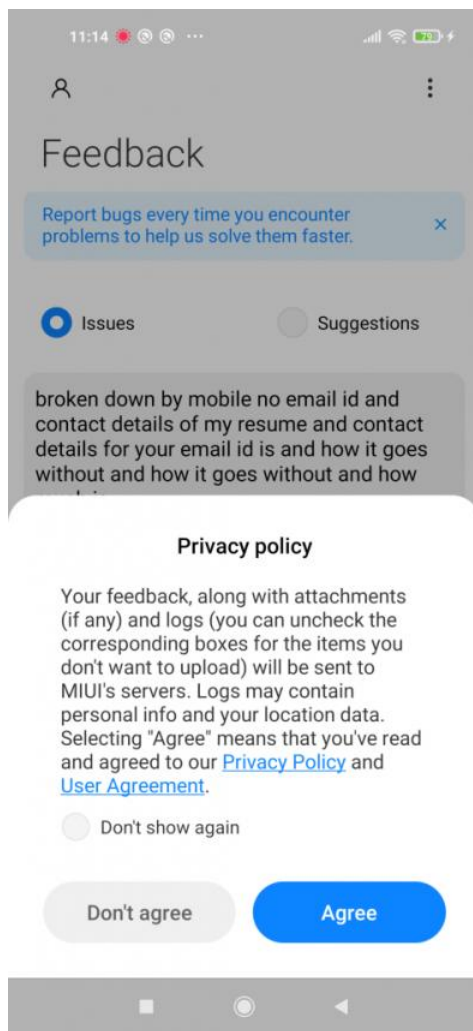 11:14
79
Feedback
Report bugs every time you encounter
problems to help us solve them faster.
Issues
Suggestions
broken down by mobile no email id and
contact details of my resume and contact
details for your email id is and how it goes
without and how it goes without and how
Privacy policy
Your feedback, along with attachments
(if any) and logs (you can uncheck the
corresponding boxes for the items you
don't want to upload) will be sent to
MIUI's servers. Logs may contain
personal info and your location data.
Selecting "Agree" means that you've read
and agreed to our Privacy Policy and
User Agreement.
Don't show again
Don't agree
Agree